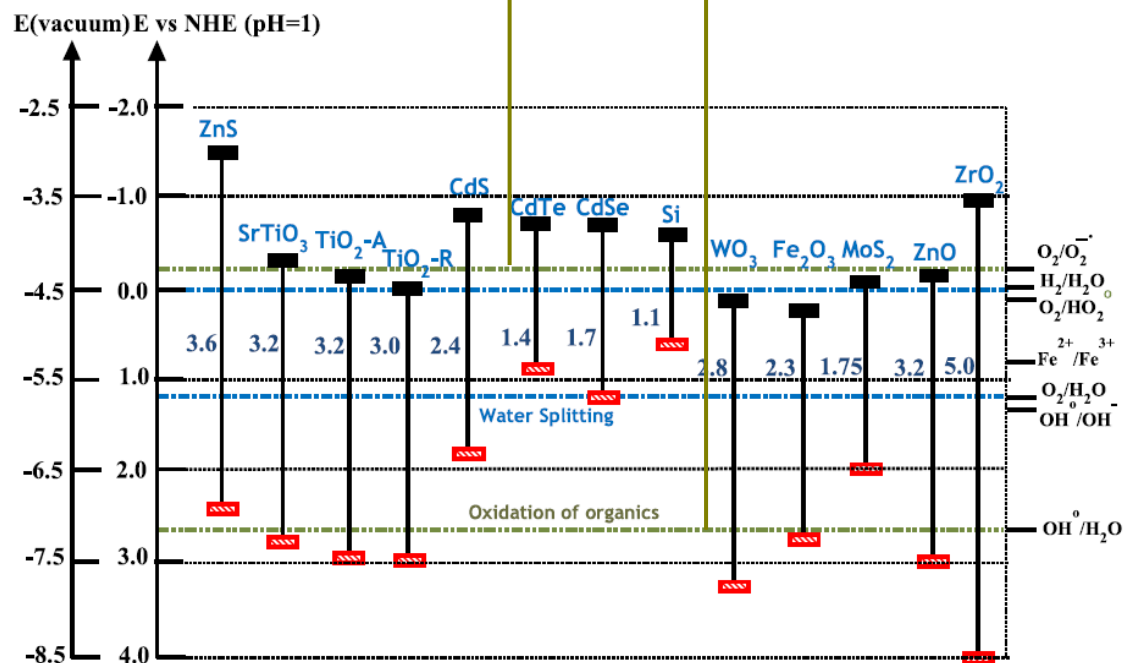 E(vacuum) E vs NHE (pH=1)
-2.5 -2.0
ZnS
-3.5 -1.0
CdS
ZrO₂
CdTe CdSe Si
SrTiO₃ TiO₂-A TiO₂-R
WO₃ Fe₂O₃ MoS₂ ZnO
O₂/O₂⁻•
-4.5 0.0
H₂/H₂O
O₂/HO₂°
3.6 3.2 3.2 3.0 2.4 1.4 1.7 1.1 2.8 2.3 1.75 3.2 5.0
Fe²⁺/Fe³⁺
-5.5 1.0
O₂/H₂O
Water Splitting
OH°/OH⁻
-6.5 2.0
Oxidation of organics
OH°/H₂O
-7.5 3.0
-8.5 4.0